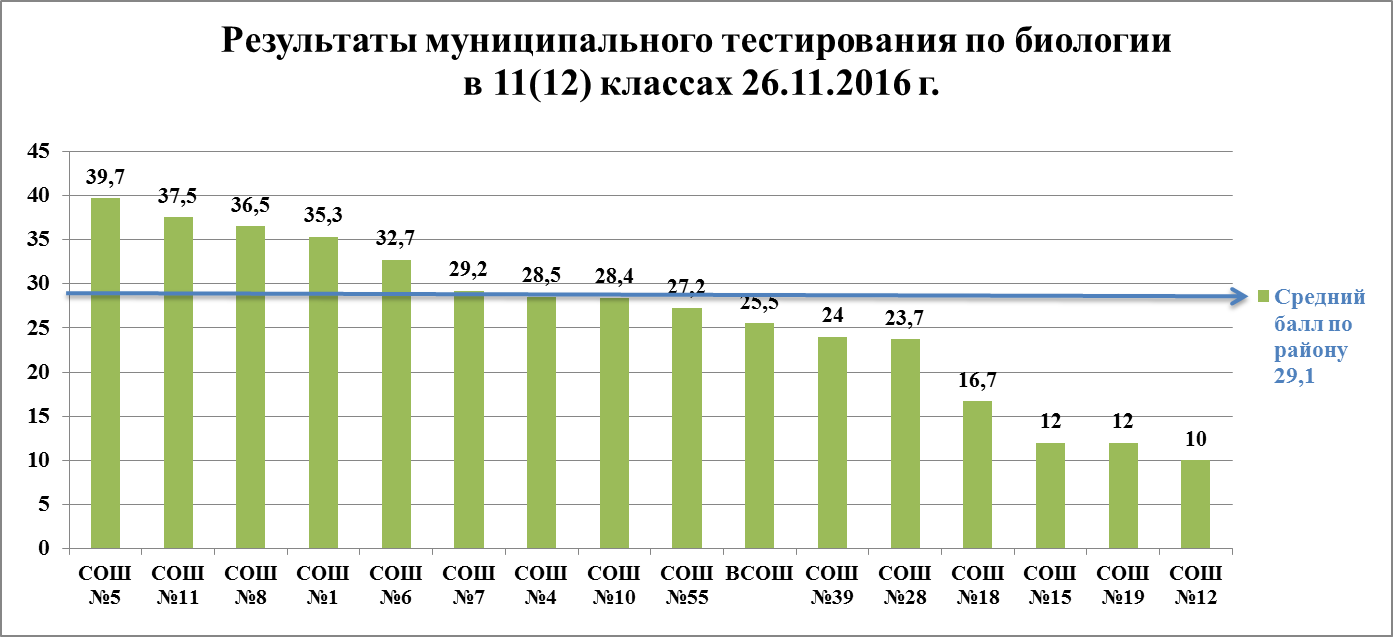 Результаты муниципального тестирования по биологии
в 11(12) классах 26.11.2016 г.
45
40
35
30
25
20
15
10
5
0
39,7
37,5
36,5
35,3
32,7
29,2
28,5
28,4
27,2
25,5
24
23,7
16,7
12
12
10
СОШ
№5
СОШ
№11
СОШ
№8
СОШ
№1
СОШ
№6
СОШ
№7
СОШ
№4
СОШ
№10
СОШ
№55
ВСОШ
СОШ
№39
СОШ
№28
СОШ
№18
СОШ
№15
СОШ
№19
СОШ
№12
Средний
балл по
району
29,1